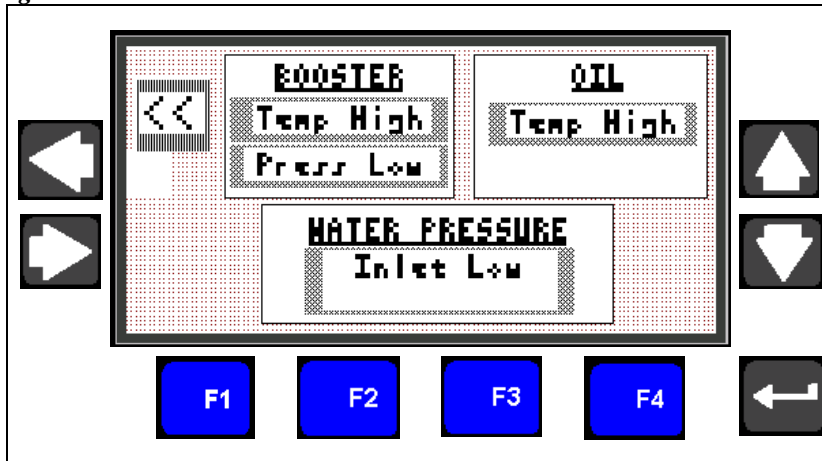 <<
BOOSTER
Temp High
Press Low
OIL
Temp High
WATER PRESSURE
Inlet Low
F1
F2
F3
F4